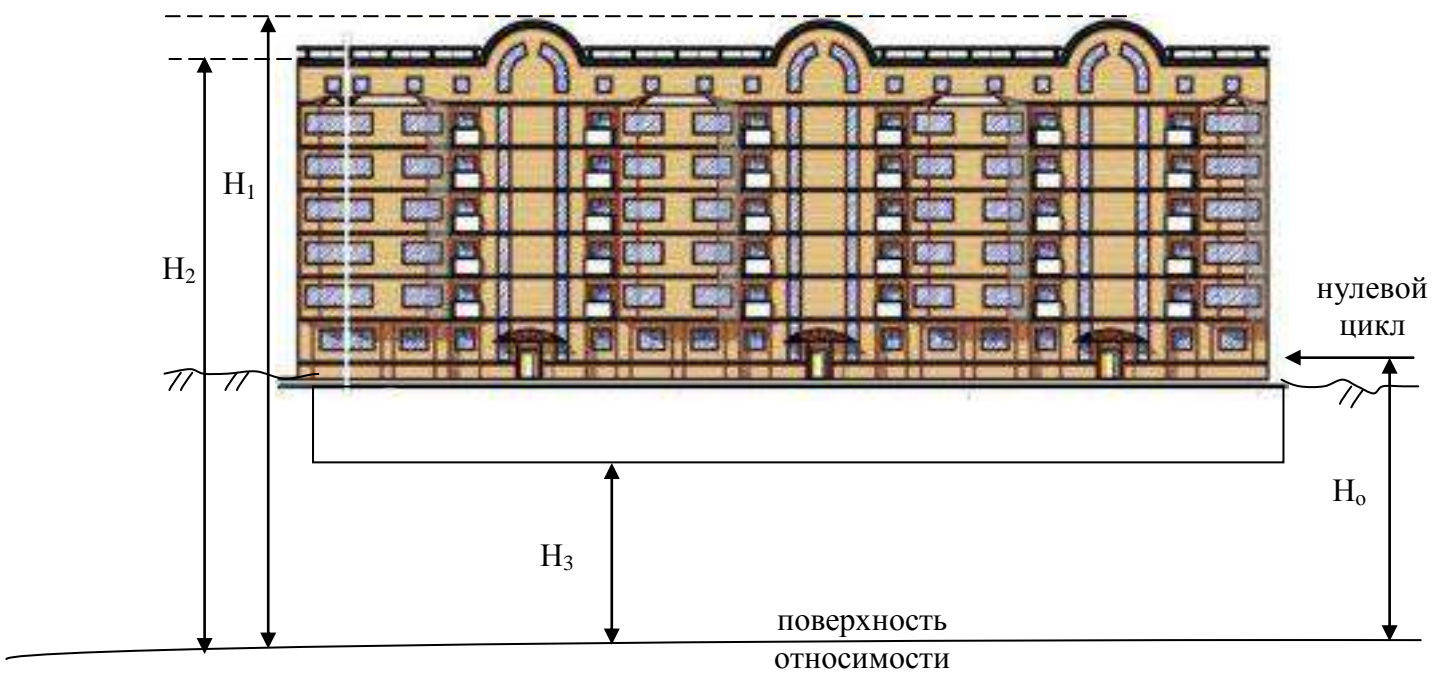 H₁
H₂
нулевой
цикл
Hₒ
H₃
поверхность
относимости